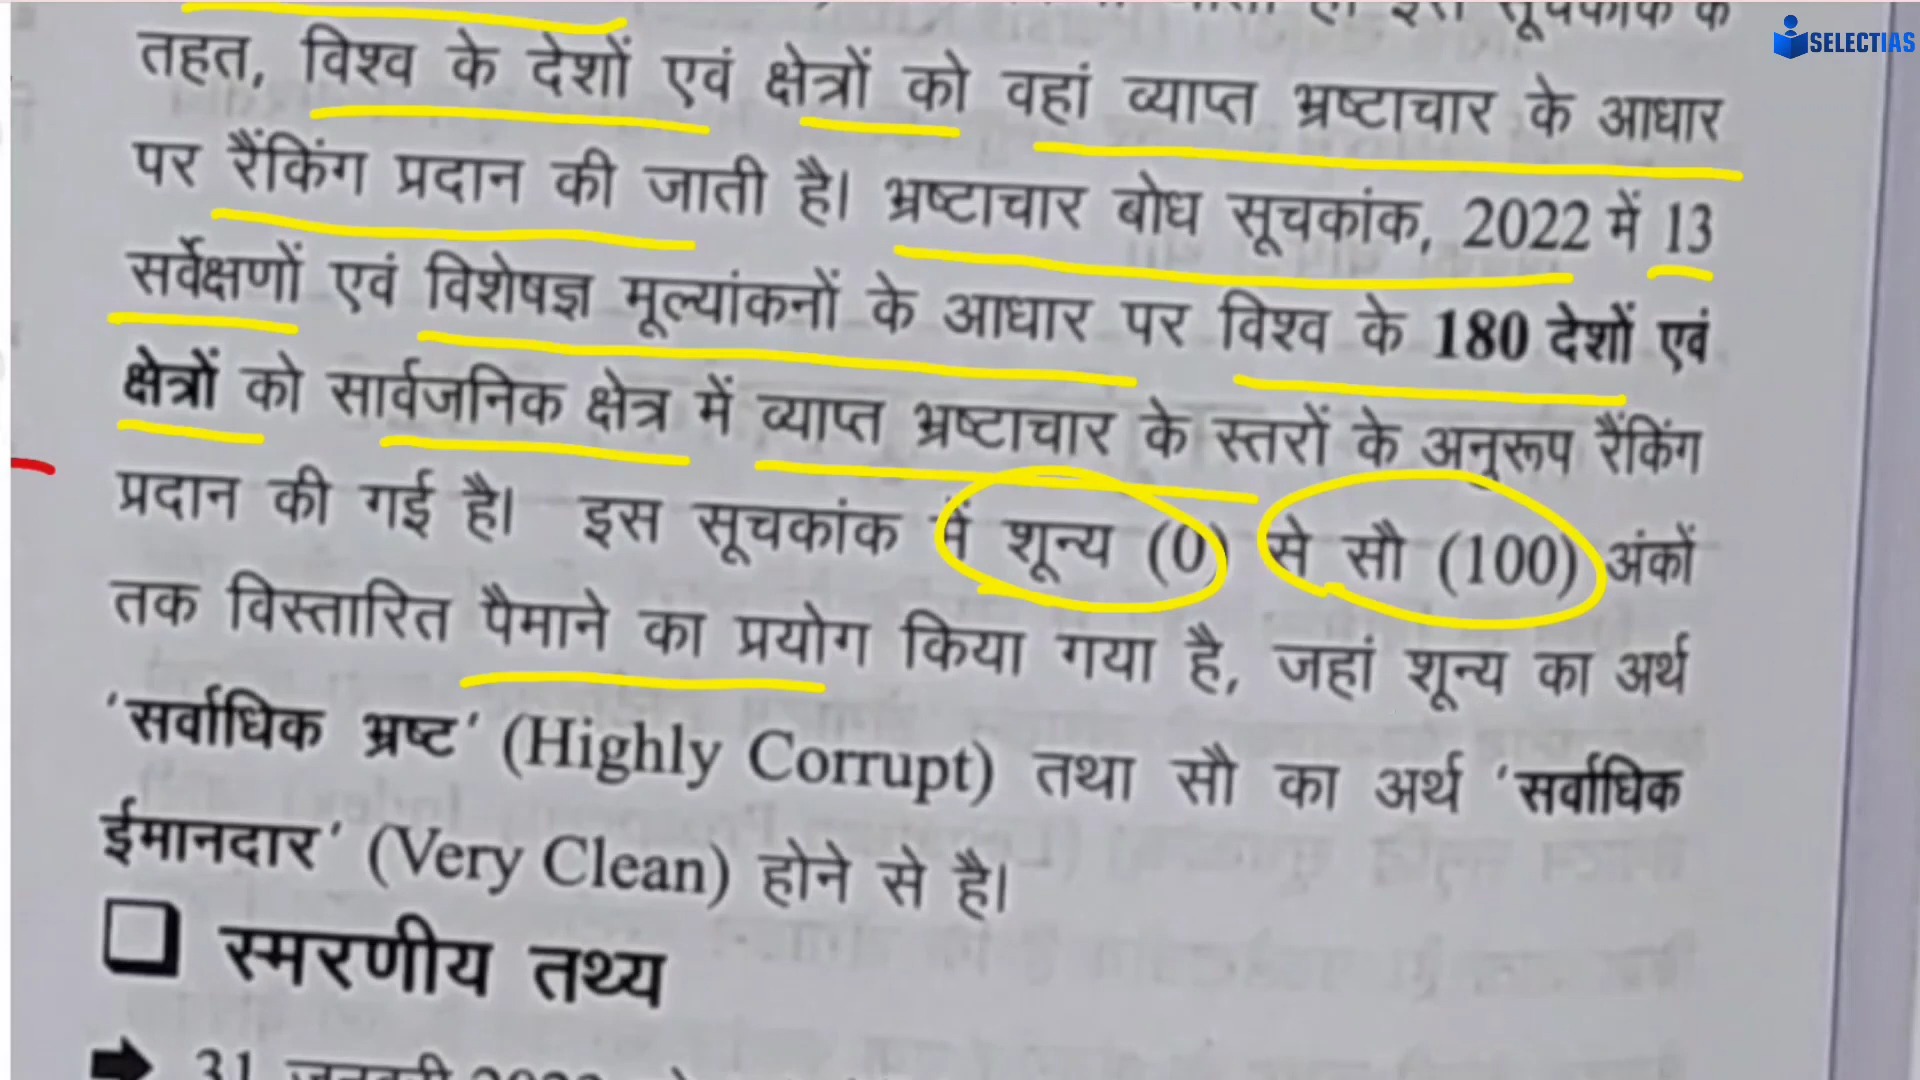 SELECTIAS
तहत, विश्व के देशों एवं क्षेत्रों को वहां व्याप्त भ्रष्टाचार के आधार
पर रैंकिंग प्रदान की जाती है। भ्रष्टाचार बोध सूचकांक, 2022 में 13
सर्वेक्षणों एवं विशेषज्ञ मूल्यांकनों के आधार पर विश्व के 180 देशों एवं
क्षेत्रों को सार्वजनिक क्षेत्र में व्याप्त भ्रष्टाचार के स्तरों के अनुरूप रैंकिंग
प्रदान की गई है। इस सूचकांक में शून्य (0) से सौ (100) अंकों
तक विस्तारित पैमाने का प्रयोग किया गया है, जहां शून्य का अर्थ
'सर्वाधिक भ्रष्ट' (Highly Corrupt) तथा सौ का अर्थ 'सर्वाधिक
ईमानदार' (Very Clean) होने से है।
स्मरणीय तथ्य
31 जनवरी